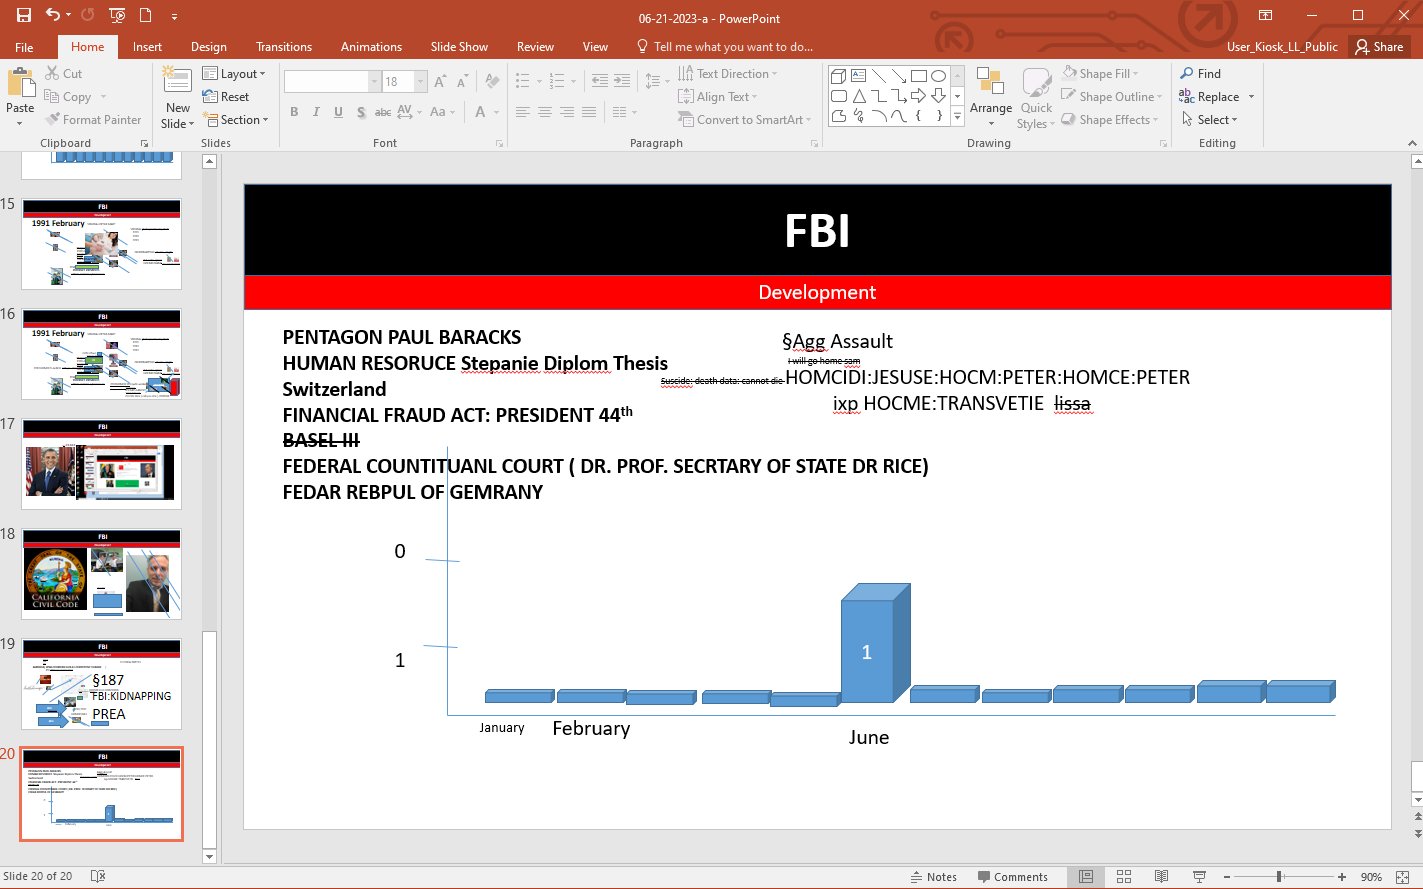 06-21-2023-a - PowerPoint
File
Home
Insert
Design
Transitions
Animations
Slide Show
Review
View
Tell me what you want to do...
User_Kiosk_LL_Public
Share
Paste
Cut
Copy
Format Painter
Clipboard
New Slide
Layout
Reset
Section
Slides
18
B I U S abc AV Aa A
Font
Text Direction
Align Text
Convert to SmartArt
Paragraph
Arrange
Quick Styles
Shape Fill
Shape Outline
Shape Effects
Drawing
Find
Replace
Select
Editing
15
FBI
1991 February
16
FBI
1991 February
17
FBI
18
FBI
CALIFORNIA
CIVIL CODE
19
FBI
§187
FBI:KIDNAPPING
PREA
20
FBI
FBI
Development
PENTAGON PAUL BARACKS
HUMAN RESORUCE Stepanie Diplom Thesis
Switzerland
FINANCIAL FRAUD ACT: PRESIDENT 44th
BASEL III
FEDERAL COUNTITUANL COURT ( DR. PROF. SECRTARY OF STATE DR RICE)
FEDAR REBPUL OF GEMRANY
§Agg Assault
I will go home sam
Suscide: death data: cannot die HOMCIDI:JESUSE:HOCM:PETER:HOMCE:PETER
ixp HOCME:TRANSVETIE lissa
0
1
1
January
February
June
Slide 20 of 20
Notes
Comments
90%